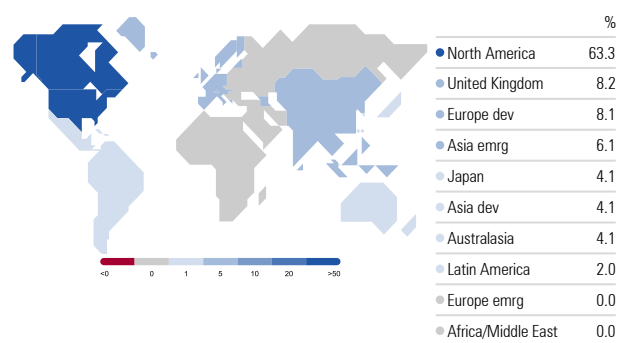 %
North America 63.3
United Kingdom 8.2
Europe dev 8.1
Asia emrg 6.1
Japan 4.1
Asia dev 4.1
Australasia 4.1
Latin America 2.0
Europe emrg 0.0
Africa/Middle East 0.0
<0 0 1 5 10 20 >50